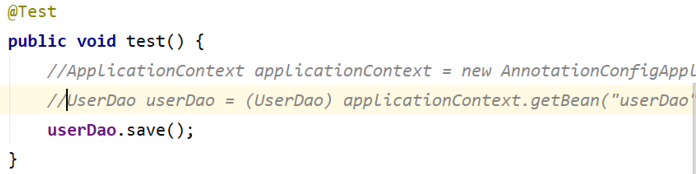 @Test
public void test() {
//ApplicationContext applicationContext = new AnnotationConfigAppl
//UserDao userDao = (UserDao) applicationContext.getBean("userDao"
userDao.save();
}